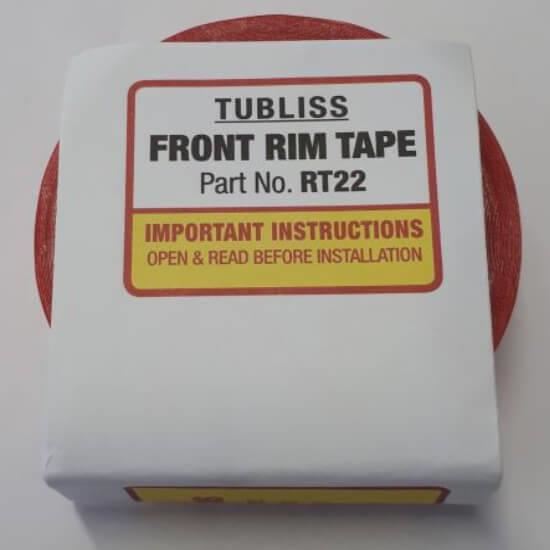 TUBLISS
FRONT RIM TAPE
Part No. RT22
IMPORTANT INSTRUCTIONS
OPEN & READ BEFORE INSTALLATION